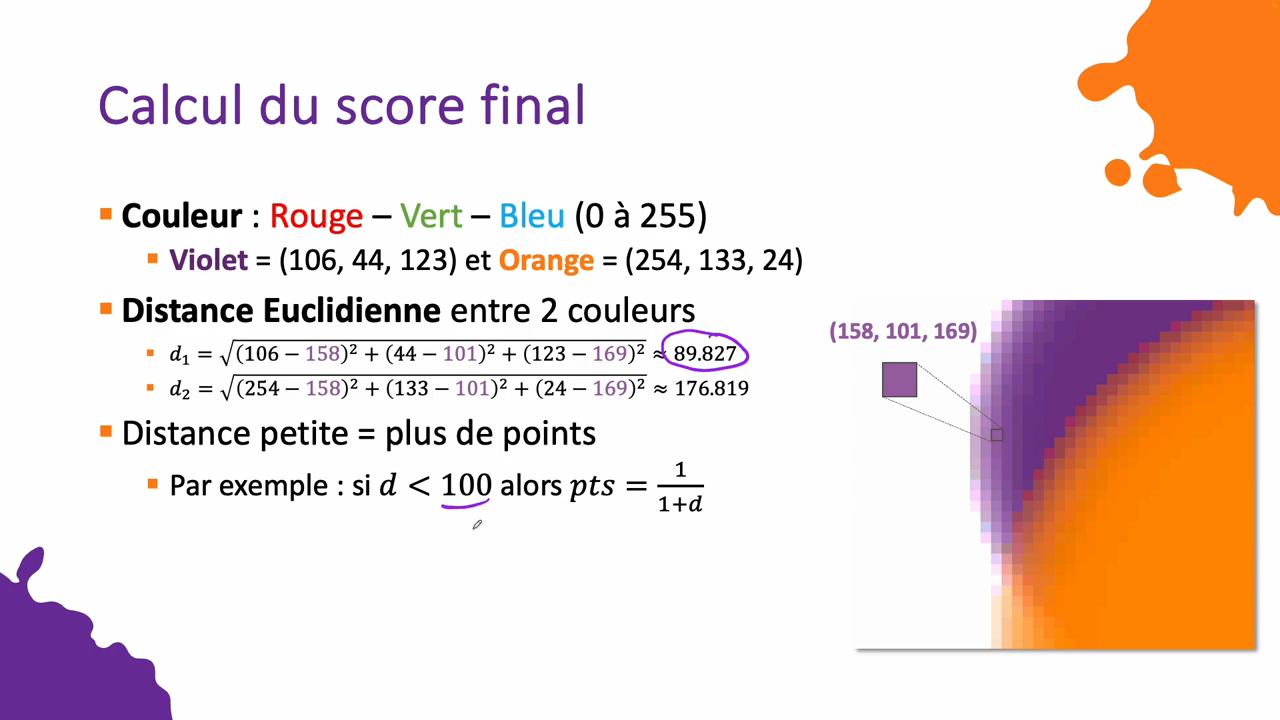 Calcul du score final
Couleur : Rouge – Vert – Bleu (0 à 255)
Violet = (106, 44, 123) et Orange = (254, 133, 24)
Distance Euclidienne entre 2 couleurs
d₁ = √(106 − 158)² + (44 − 101)² + (123 − 169)² ≈ 89.827
d₂ = √(254 − 158)² + (133 − 101)² + (24 − 169)² ≈ 176.819
Distance petite = plus de points
Par exemple : si d < 100 alors pts = 1/(1+d)
(158, 101, 169)